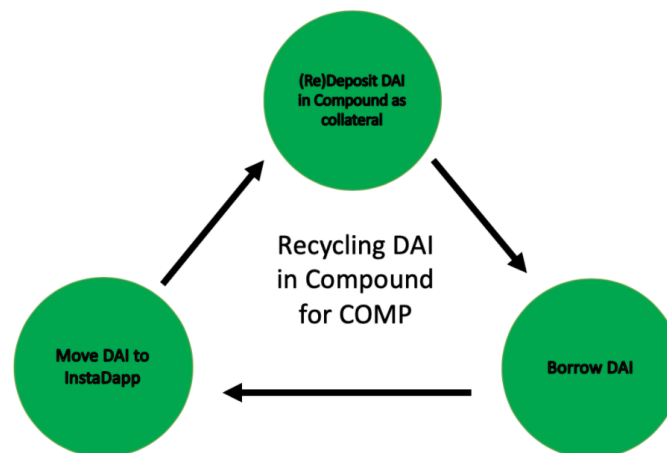 (Re)Deposit DAI
in Compound as
collateral
Recycling DAI
in Compound
for COMP
Move DAI to
InstaDapp
Borrow DAI